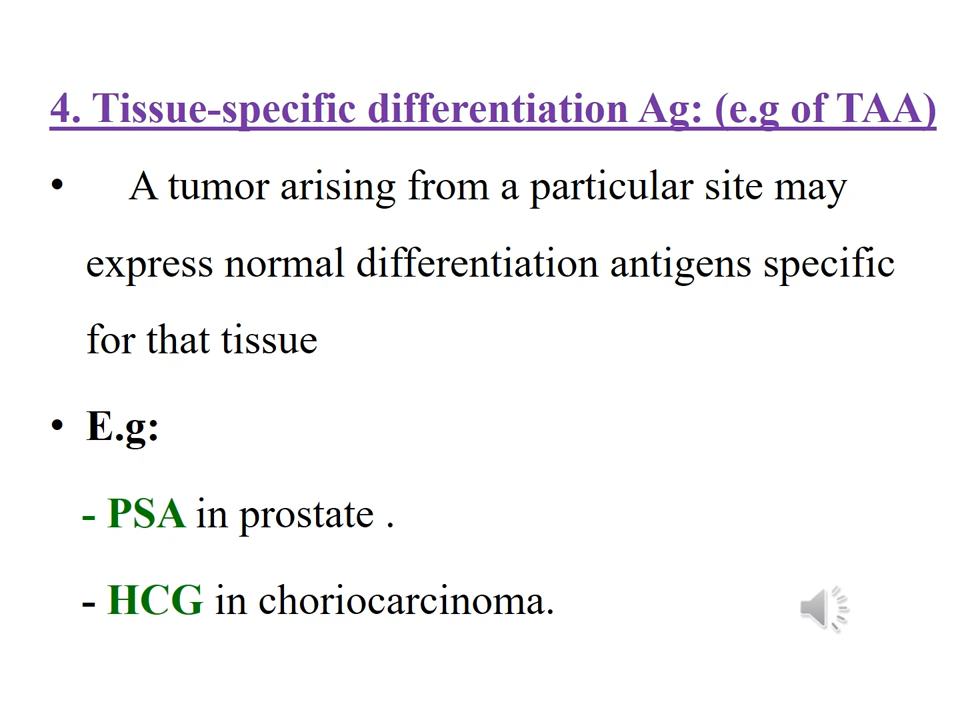 4. Tissue-specific differentiation Ag: (e.g of TAA)
• A tumor arising from a particular site may
express normal differentiation antigens specific
for that tissue
• E.g:
- PSA in prostate .
- HCG in choriocarcinoma.